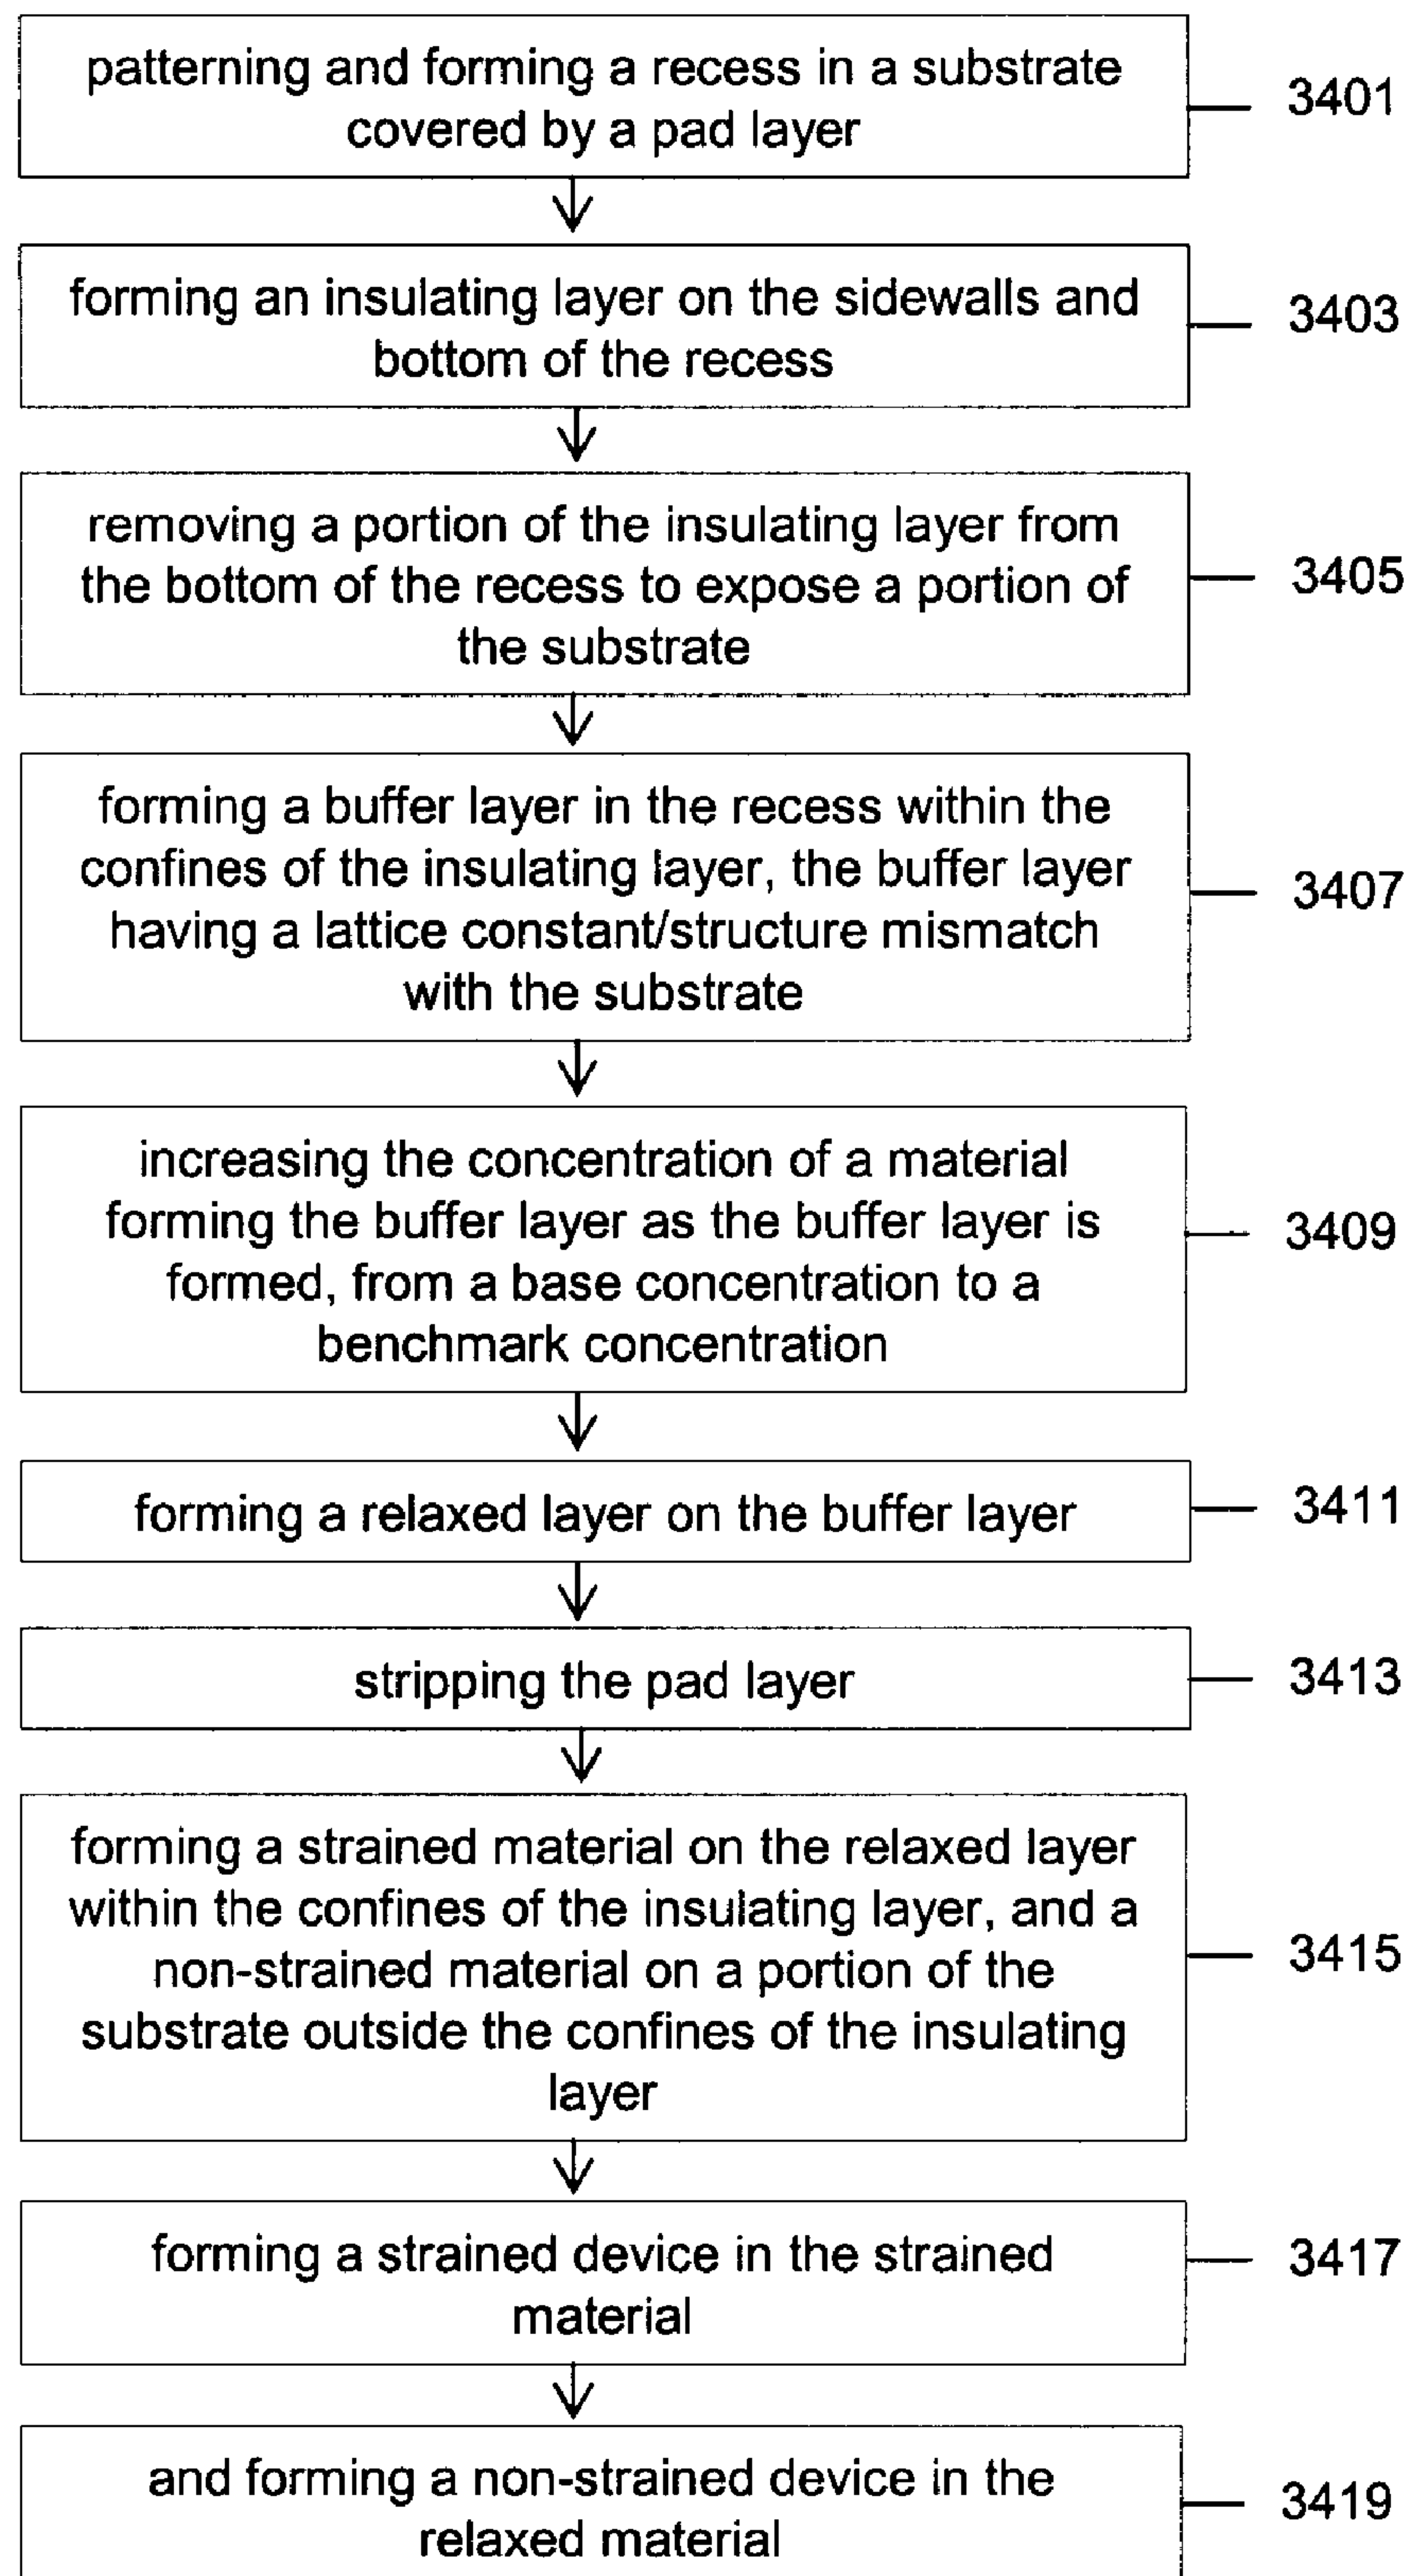 patterning and forming a recess in a substrate
covered by a pad layer
3401
forming an insulating layer on the sidewalls and
bottom of the recess
3403
removing a portion of the insulating layer from
the bottom of the recess to expose a portion of
the substrate
3405
forming a buffer layer in the recess within the
confines of the insulating layer, the buffer layer
having a lattice constant/structure mismatch
with the substrate
3407
increasing the concentration of a material
forming the buffer layer as the buffer layer is
formed, from a base concentration to a
benchmark concentration
3409
forming a relaxed layer on the buffer layer
3411
stripping the pad layer
3413
forming a strained material on the relaxed layer
within the confines of the insulating layer, and a
non-strained material on a portion of the
substrate outside the confines of the insulating
layer
3415
forming a strained device in the strained
material
3417
and forming a non-strained device in the
relaxed material
3419